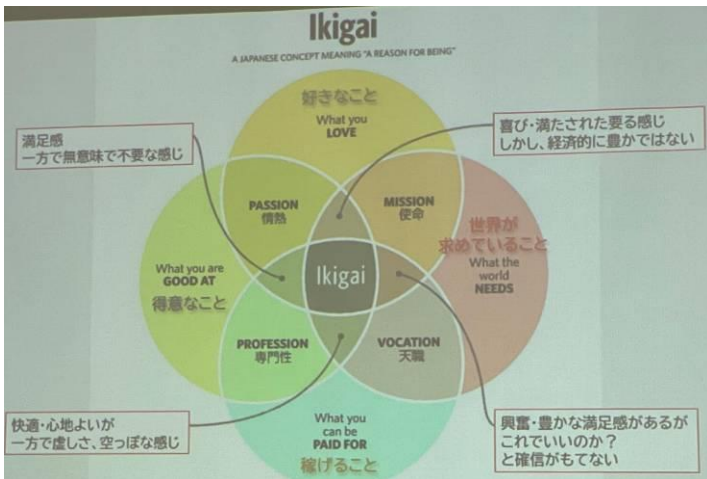 Ikigai
A JAPANESE CONCEPT MEANING "A REASON FOR BEING"
好きなこと
What you
LOVE
満足感
一方で無意味で不要な感じ
喜び・満たされた要る感じ
しかし、経済的に豊かではない
PASSION
情熱
MISSION
使命
世界が
求めていること
What the
world
NEEDS
What you are
GOOD AT
得意なこと
Ikigai
PROFESSION
専門性
VOCATION
天職
快適・心地よいが
一方で虚しさ、空っぽな感じ
What you
can be
PAID FOR
稼げること
興奮・豊かな満足感があるが
これでいいのか？
と確信がもてない